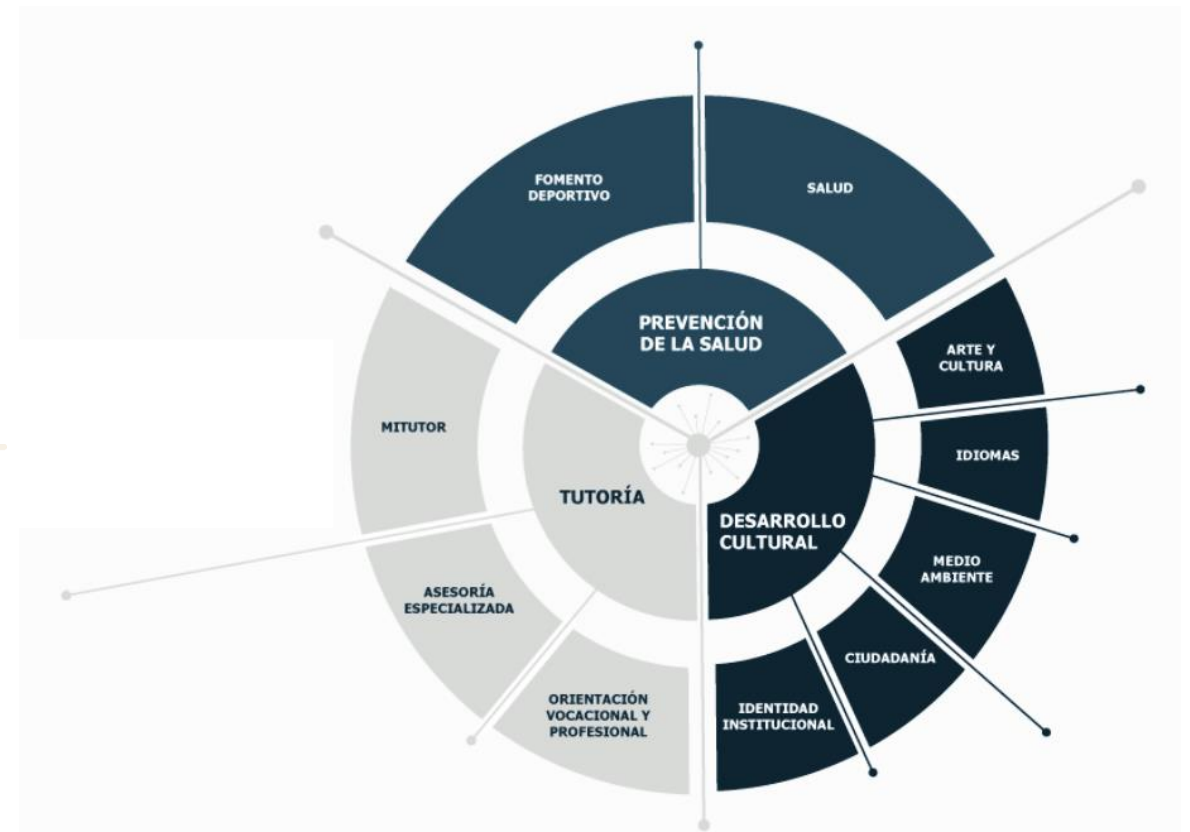 FOMENTO
DEPORTIVO
SALUD
PREVENCIÓN
DE LA SALUD
ARTE Y
CULTURA
IDIOMAS
MEDIO
AMBIENTE
CIUDADANÍA
IDENTIDAD
INSTITUCIONAL
DESARROLLO
CULTURAL
TUTORÍA
MITUTOR
ASESORÍA
ESPECIALIZADA
ORIENTACIÓN
VOCACIONAL Y
PROFESIONAL